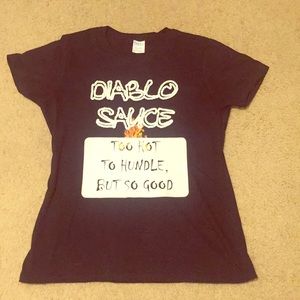 DIABLO
SAUCE
TOO HOT
TO HUNDLE,
BUT SO GOOD